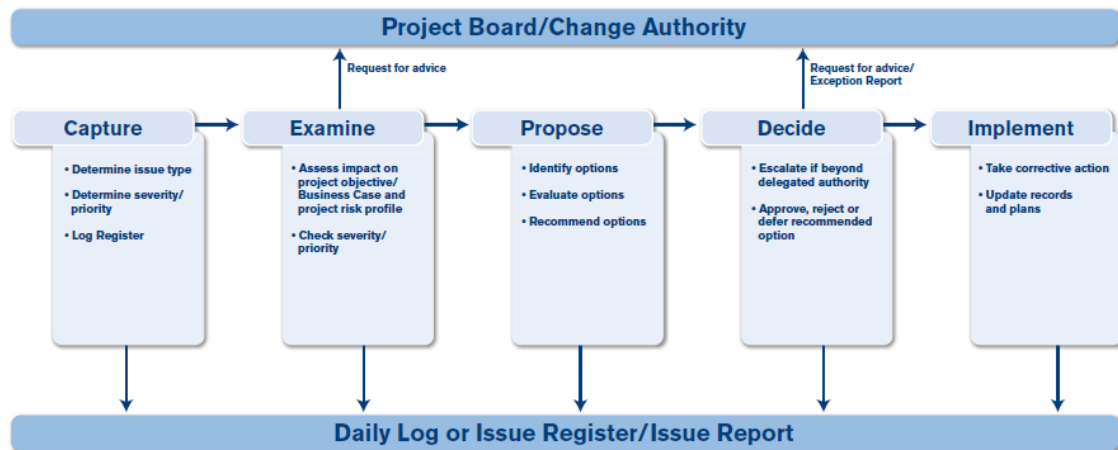 Project Board/Change Authority
Request for advice
Request for advice/
Exception Report
Capture
• Determine issue type
• Determine severity/
priority
• Log Register
Examine
• Assess impact on
project objective/
Business Case and
project risk profile
• Check severity/
priority
Propose
• Identify options
• Evaluate options
• Recommend options
Decide
• Escalate if beyond
delegated authority
• Approve, reject or
defer recommended
option
Implement
• Take corrective action
• Update records
and plans
Daily Log or Issue Register/Issue Report